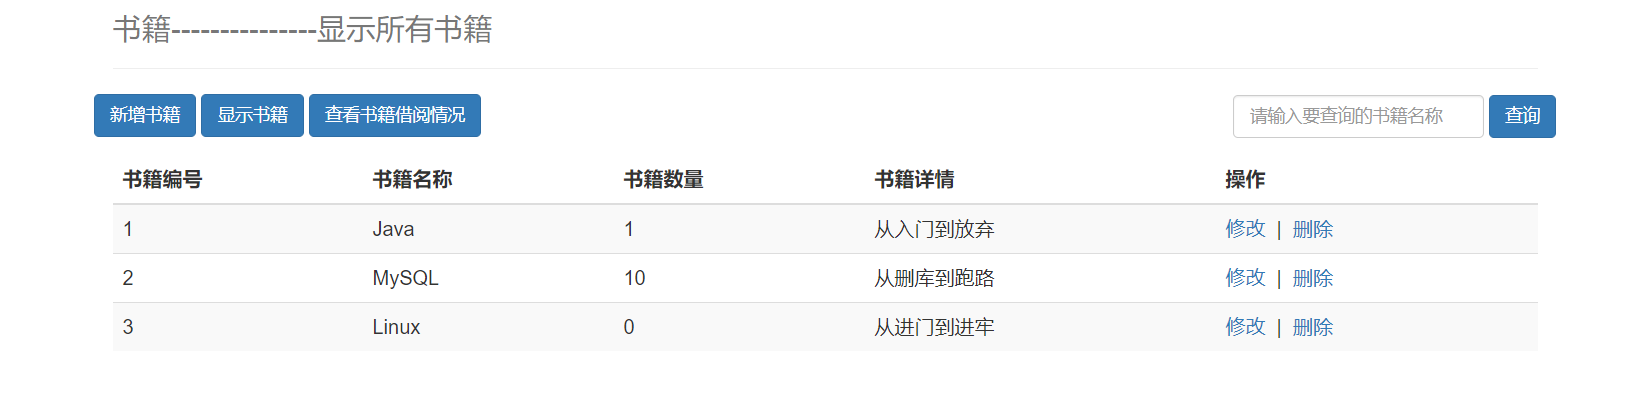 书籍---------------显示所有书籍
新增书籍 显示书籍 查看书籍借阅情况 请输入要查询的书籍名称 查询
书籍编号 书籍名称 书籍数量 书籍详情 操作
1 Java 1 从入门到放弃 修改 | 删除
2 MySQL 10 从删库到跑路 修改 | 删除
3 Linux 0 从进门到进牢 修改 | 删除